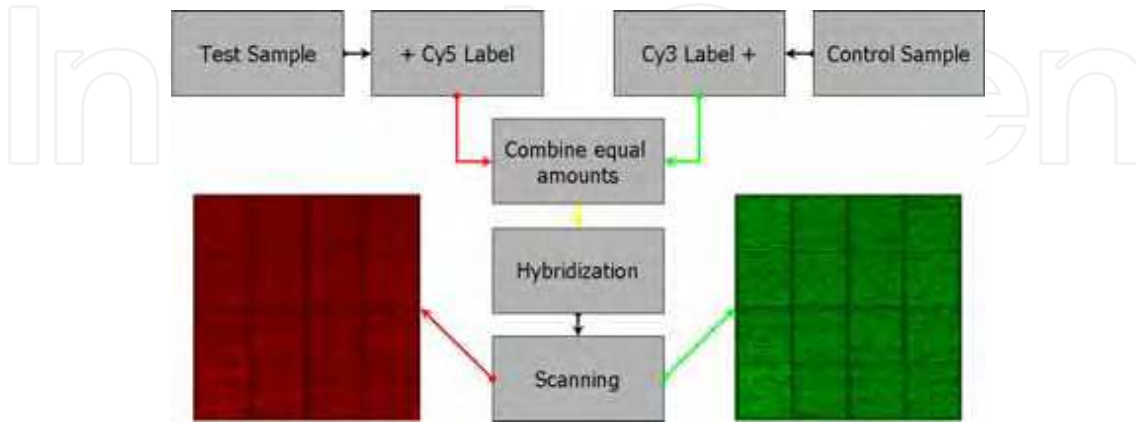 Test Sample
+ Cy5 Label
Cy3 Label +
Control Sample
Combine equal
amounts
Hybridization
Scanning